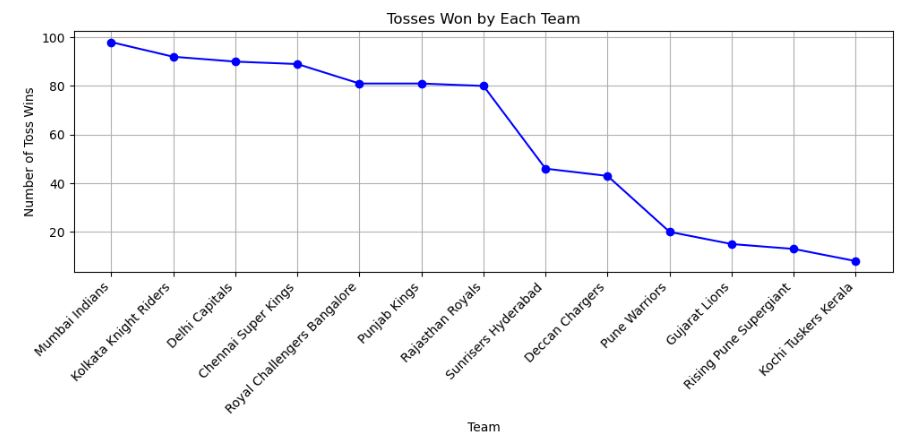 Tosses Won by Each Team
Number of Toss Wins
100
80
60
40
20
Mumbai Indians
Kolkata Knight Riders
Delhi Capitals
Chennai Super Kings
Royal Challengers Bangalore
Punjab Kings
Rajasthan Royals
Sunrisers Hyderabad
Deccan Chargers
Pune Warriors
Gujarat Lions
Rising Pune Supergiant
Kochi Tuskers Kerala
Team